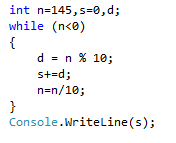 int n=145,s=0,d;
while (n<0)
{
    d = n % 10;
    s+=d;
    n=n/10;
}
Console.WriteLine(s);